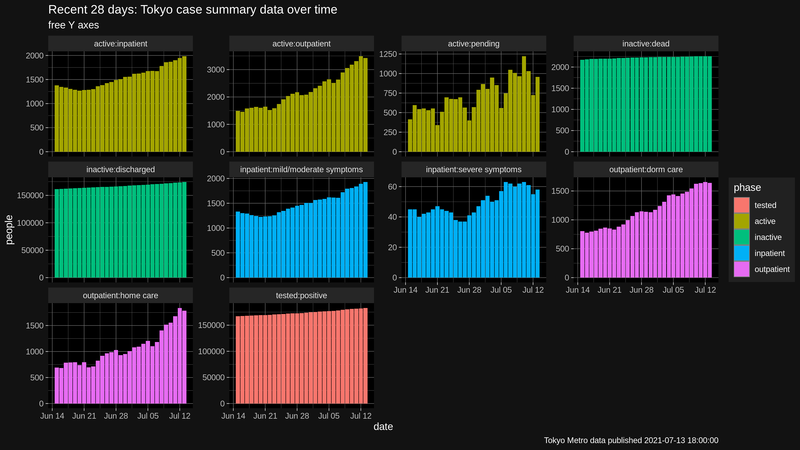 Recent 28 days: Tokyo case summary data over time
free Y axes
active:inpatient
active:outpatient
active:pending
inactive:dead
2000
1500
1000
500
0
3000
2000
1000
0
1250
1000
750
500
250
0
2000
1500
1000
500
0
inactive:discharged
inpatient:mild/moderate symptoms
inpatient:severe symptoms
outpatient:dorm care
150000
100000
50000
0
2000
1500
1000
500
0
60
40
20
0
1500
1000
500
0
Jun 14 Jun 21 Jun 28 Jul 05 Jul 12
Jun 14 Jun 21 Jun 28 Jul 05 Jul 12
outpatient:home care
tested:positive
1500
1000
500
0
150000
100000
50000
0
Jun 14 Jun 21 Jun 28 Jul 05 Jul 12
Jun 14 Jun 21 Jun 28 Jul 05 Jul 12
people
date
phase
tested
active
inactive
inpatient
outpatient
Tokyo Metro data published 2021-07-13 18:00:00